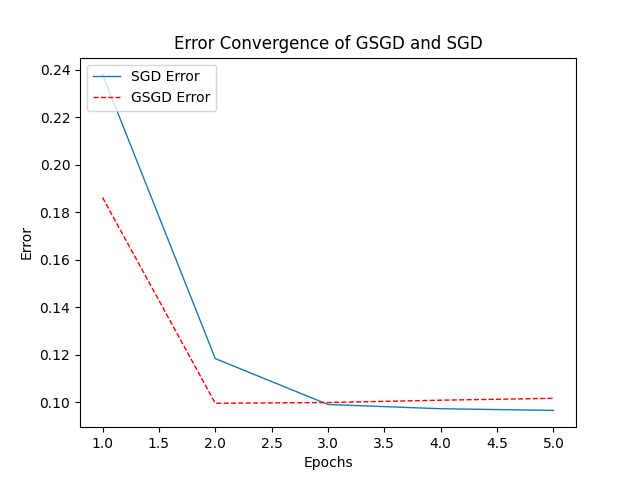 Error Convergence of GSGD and SGD
SGD Error
GSGD Error
Error
0.24
0.22
0.20
0.18
0.16
0.14
0.12
0.10
1.0 1.5 2.0 2.5 3.0 3.5 4.0 4.5 5.0
Epochs